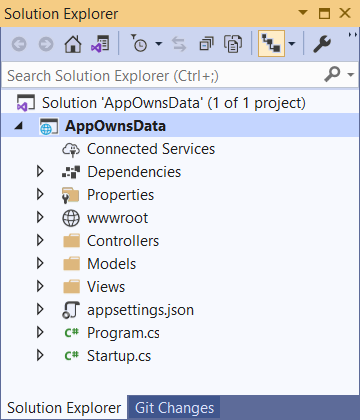 Solution Explorer
Search Solution Explorer (Ctrl+;)
Solution 'AppOwnsData' (1 of 1 project)
AppOwnsData
Connected Services
Dependencies
Properties
wwwroot
Controllers
Models
Views
appsettings.json
C# Program.cs
C# Startup.cs
Solution Explorer Git Changes